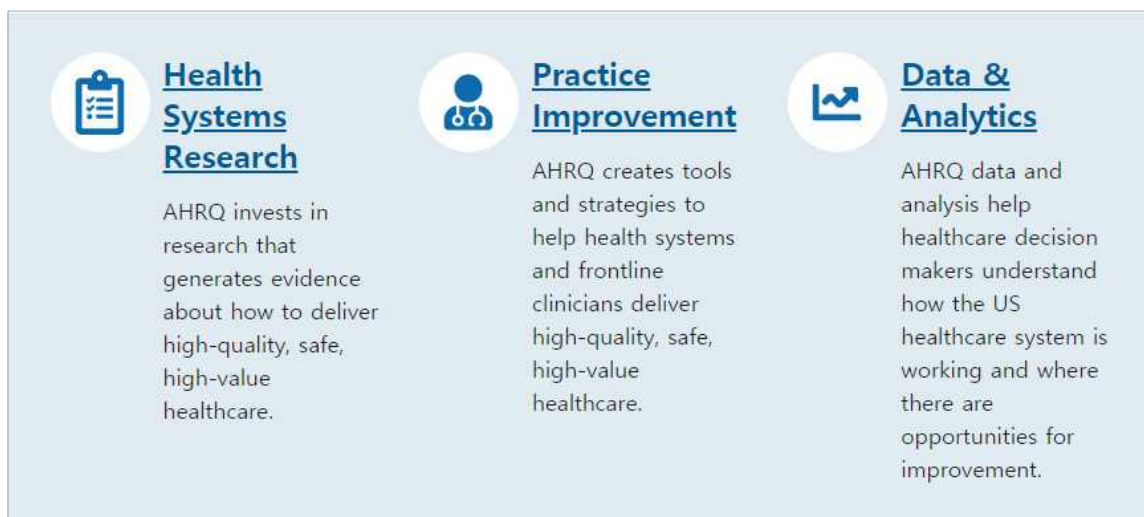 Health
Systems
Research
AHRQ invests in
research that
generates evidence
about how to deliver
high-quality, safe,
high-value
healthcare.
Practice
Improvement
AHRQ creates tools
and strategies to
help health systems
and frontline
clinicians deliver
high-quality, safe,
high-value
healthcare.
Data &
Analytics
AHRQ data and
analysis help
healthcare decision
makers understand
how the US
healthcare system is
working and where
there are
opportunities for
improvement.